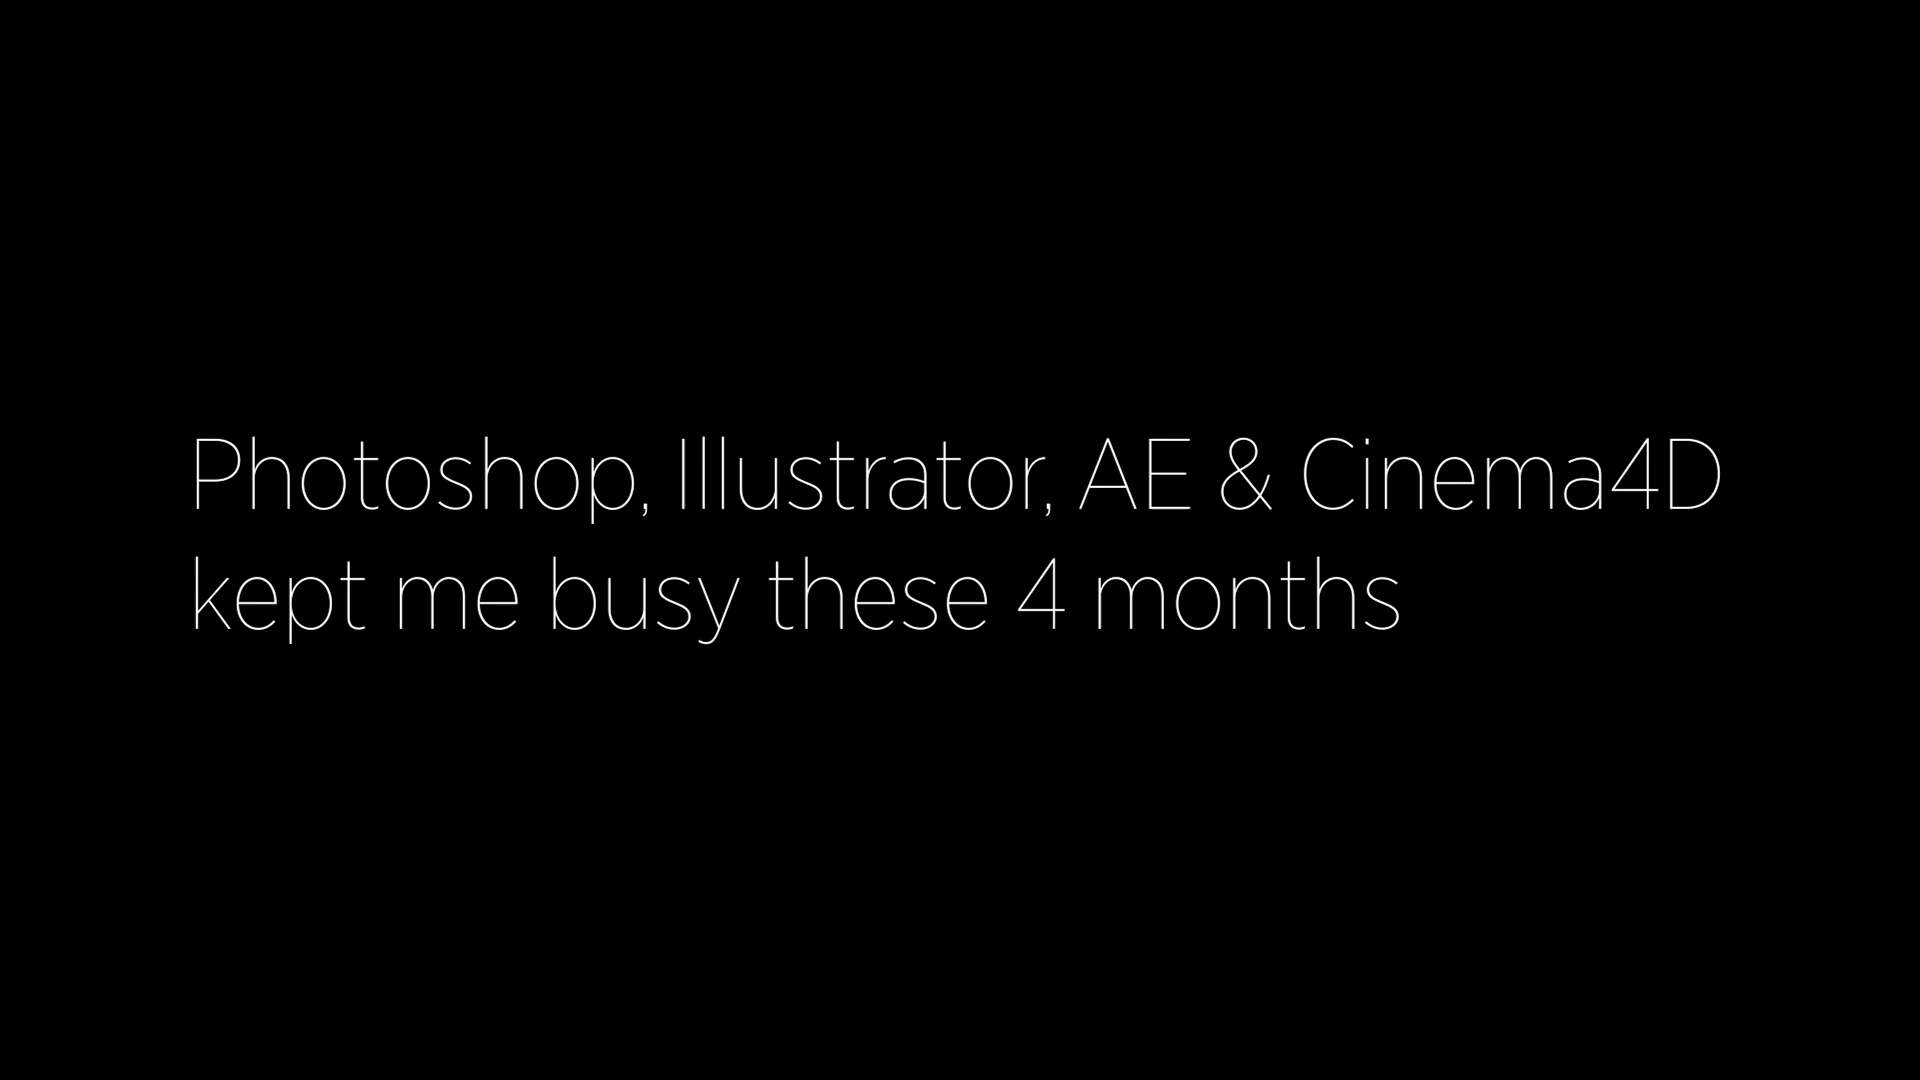 Photoshop, Illustrator, AE & Cinema4D
kept me busy these 4 months